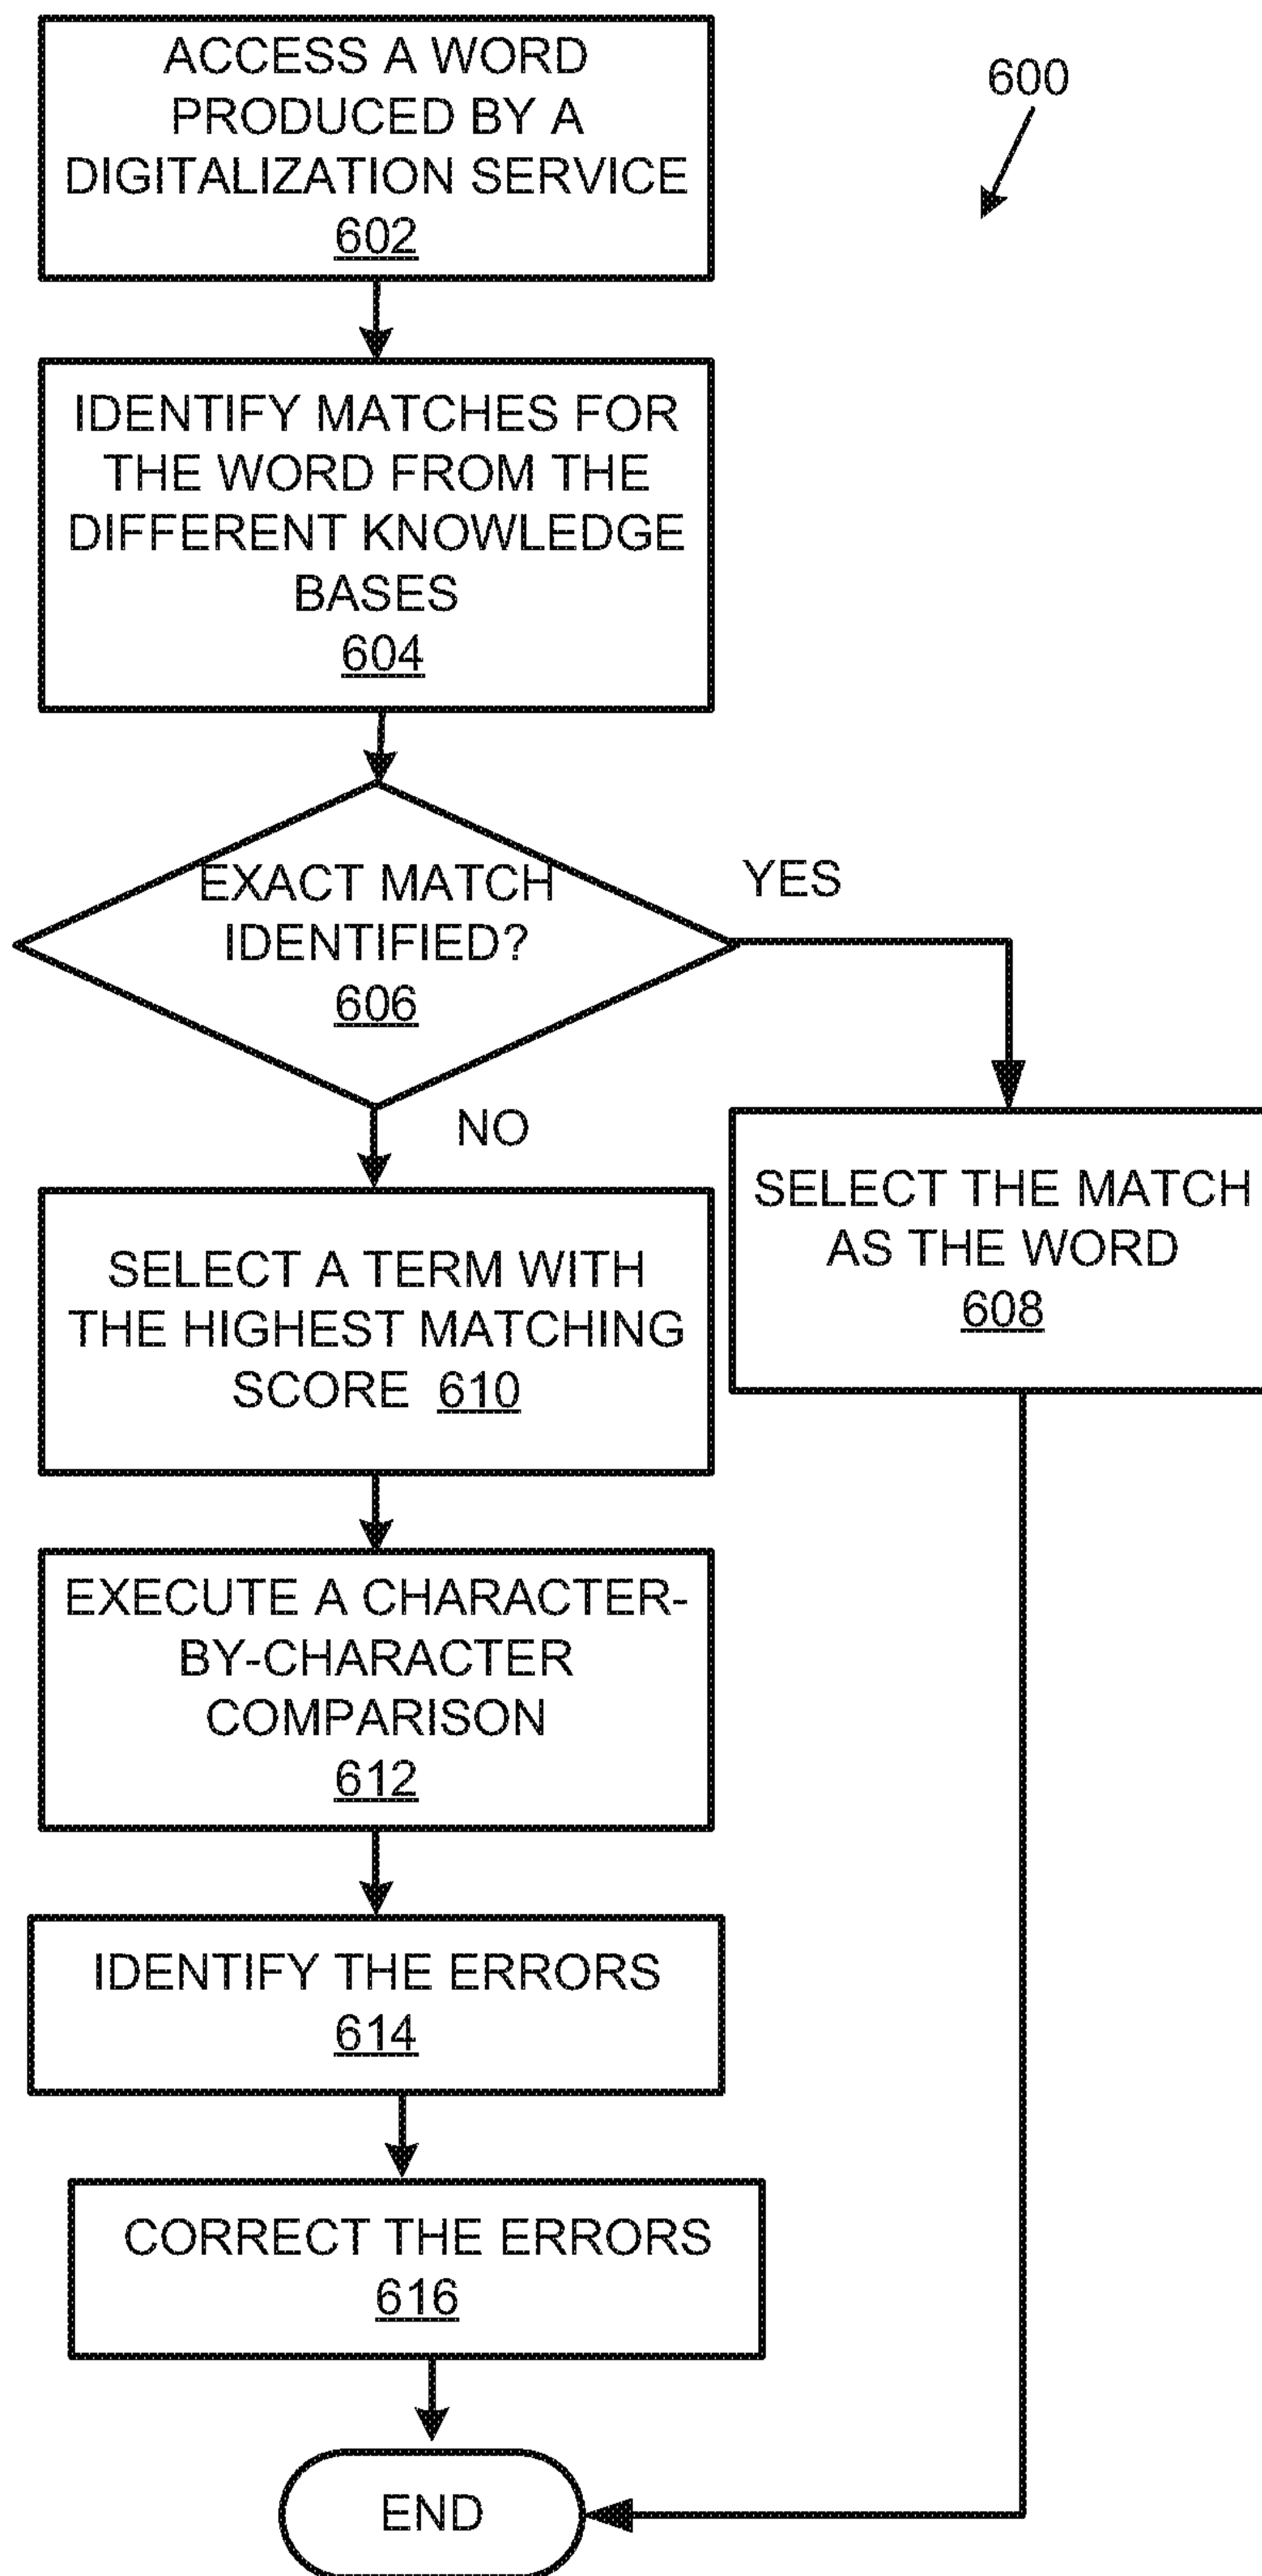 ACCESS A WORD
PRODUCED BY A
DIGITALIZATION SERVICE
602
600
IDENTIFY MATCHES FOR
THE WORD FROM THE
DIFFERENT KNOWLEDGE
BASES
604
EXACT MATCH
IDENTIFIED?
606
YES
NO
SELECT THE MATCH
AS THE WORD
608
SELECT A TERM WITH
THE HIGHEST MATCHING
SCORE 610
EXECUTE A CHARACTER-
BY-CHARACTER
COMPARISON
612
IDENTIFY THE ERRORS
614
CORRECT THE ERRORS
616
END